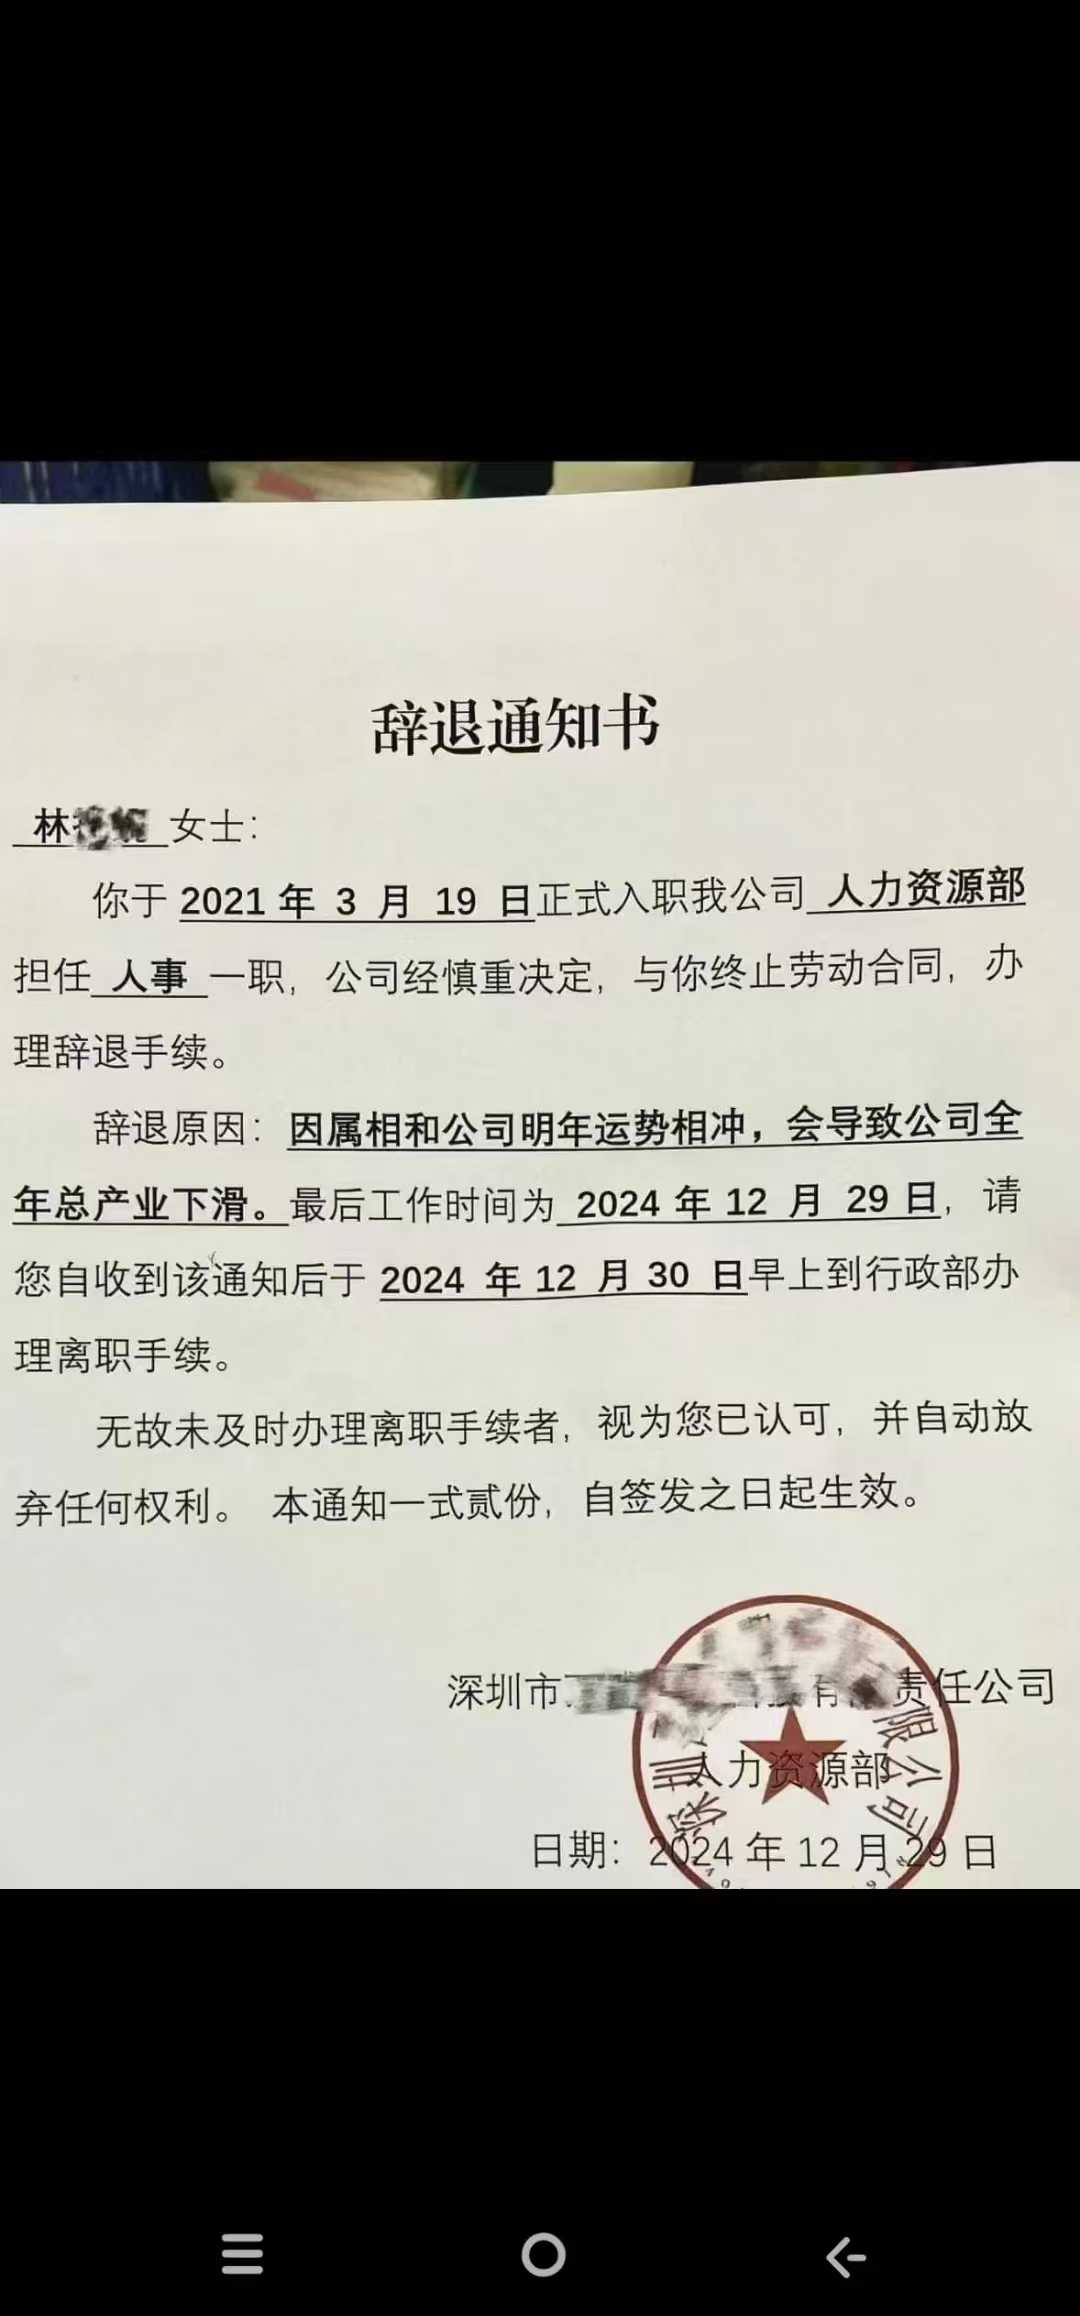 辞退通知书
林 女士：
你于 2021 年 3 月 19 日正式入职我公司 人力资源部
担任 人事 一职，公司经慎重决定，与你终止劳动合同，办
理辞退手续。
辞退原因：因属相和公司明年运势相冲，会导致公司全
年总产业下滑。最后工作时间为 2024 年 12 月 29 日，请
您自收到该通知后于 2024 年 12 月 30 日早上到行政部办
理离职手续。
无故未及时办理离职手续者，视为您已认可，并自动放
弃任何权利。 本通知一式贰份，自签发之日起生效。
深圳市 有 责任公司
人力资源部
日期：2024 年 12 月 29 日
深圳 限公司